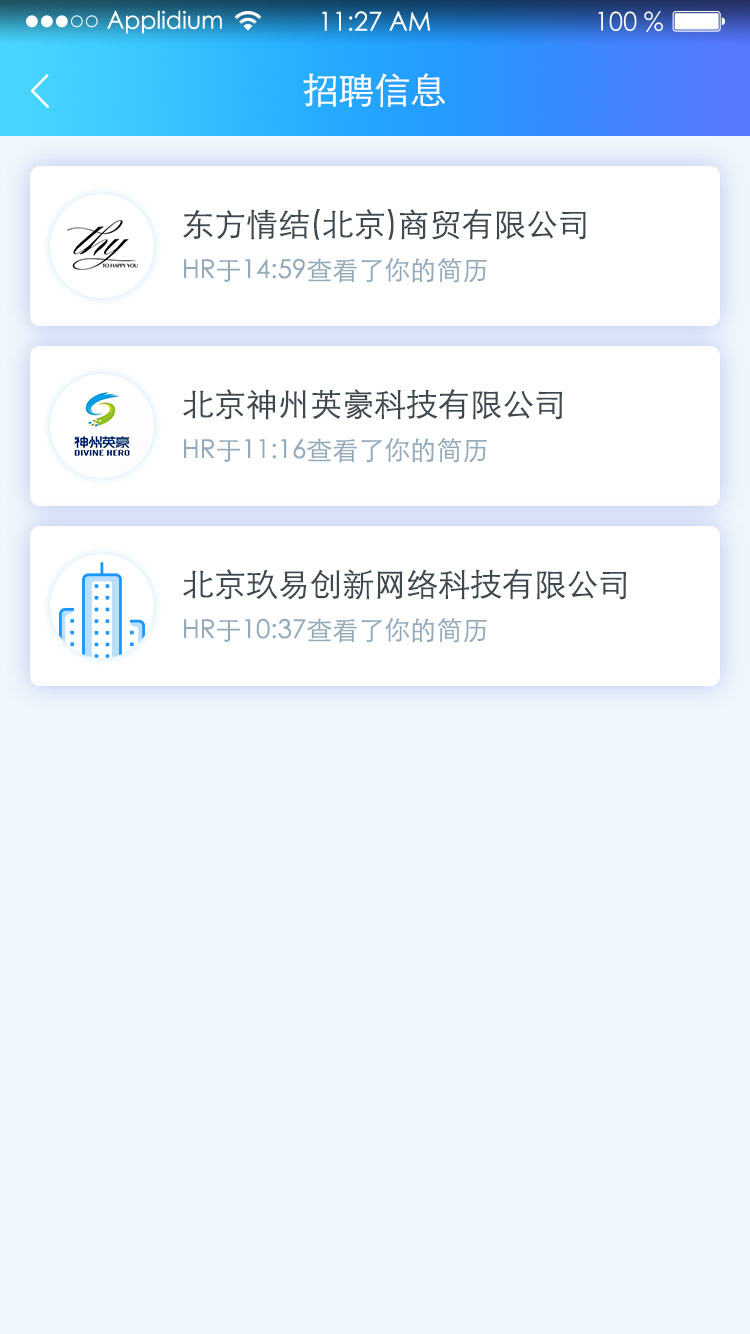 Applidium 11:27 AM 100 %
招聘信息
thy
TO HAPPY YOU
东方情结(北京)商贸有限公司
HR于14:59查看了你的简历
神州英豪
DIVINE HERO
北京神州英豪科技有限公司
HR于11:16查看了你的简历
北京玖易创新网络科技有限公司
HR于10:37查看了你的简历